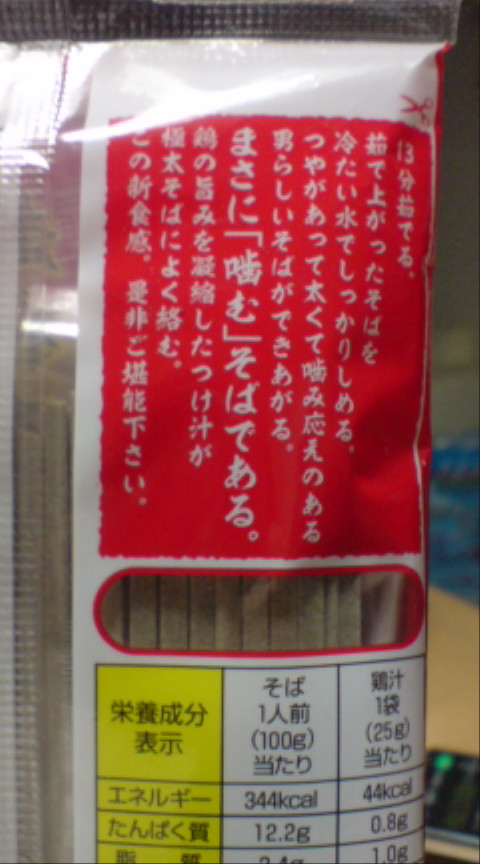 13分茹でる。
茹で上がったそばを
冷たい水でしっかりしめる。
つやがあって太くて噛み応えのある
男らしいそばができあがる。
まさに「噛む」そばである。
鶏の旨みを凝縮したつけ汁が
極太そばによく絡む。
この新食感。是非ご堪能下さい。
栄養成分表示
そば 1人前 (100g) 当たり
鶏汁 1袋 (25g) 当たり
エネルギー 344kcal 44kcal
たんぱく質 12.2g 0.8g
脂質 1.0g